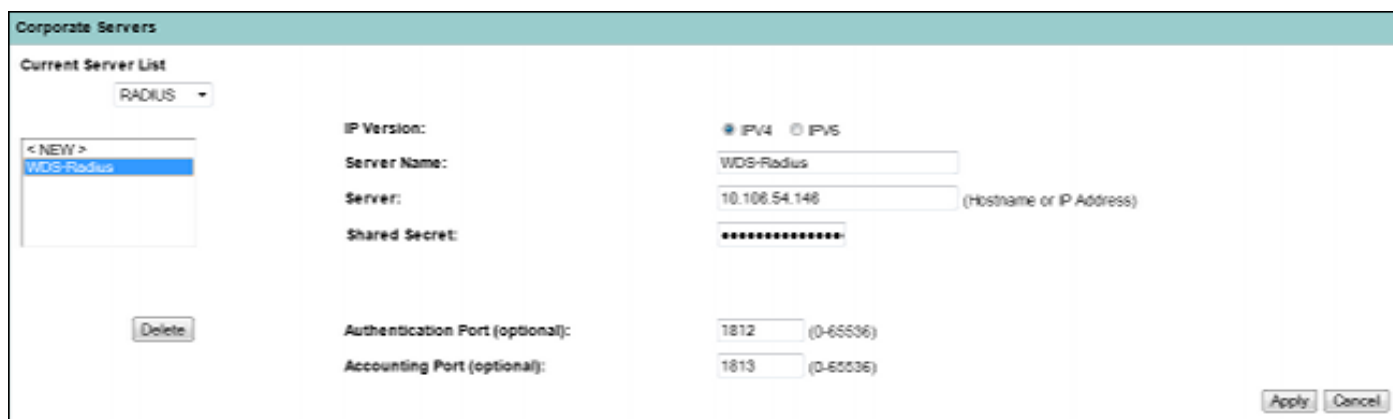 Corporate Servers
Current Server List
RADIUS
< NEW >
WDS-Radius
Delete
IP Version:
IPV4 IPV6
Server Name:
WDS-Radius
Server:
10.106.54.146 (Hostname or IP Address)
Shared Secret:
Authentication Port (optional):
1812 (0-65536)
Accounting Port (optional):
1813 (0-65536)
Apply Cancel